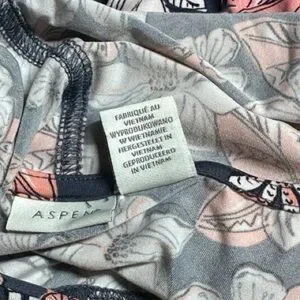 FABRIQUÉ AU
VIETNAM
WYPRODUKOWANO
W WIETNAMIE
HERGESTELLT IN
VIETNAM
GEPRODUCEERD
IN VIETNAM
ASPEN